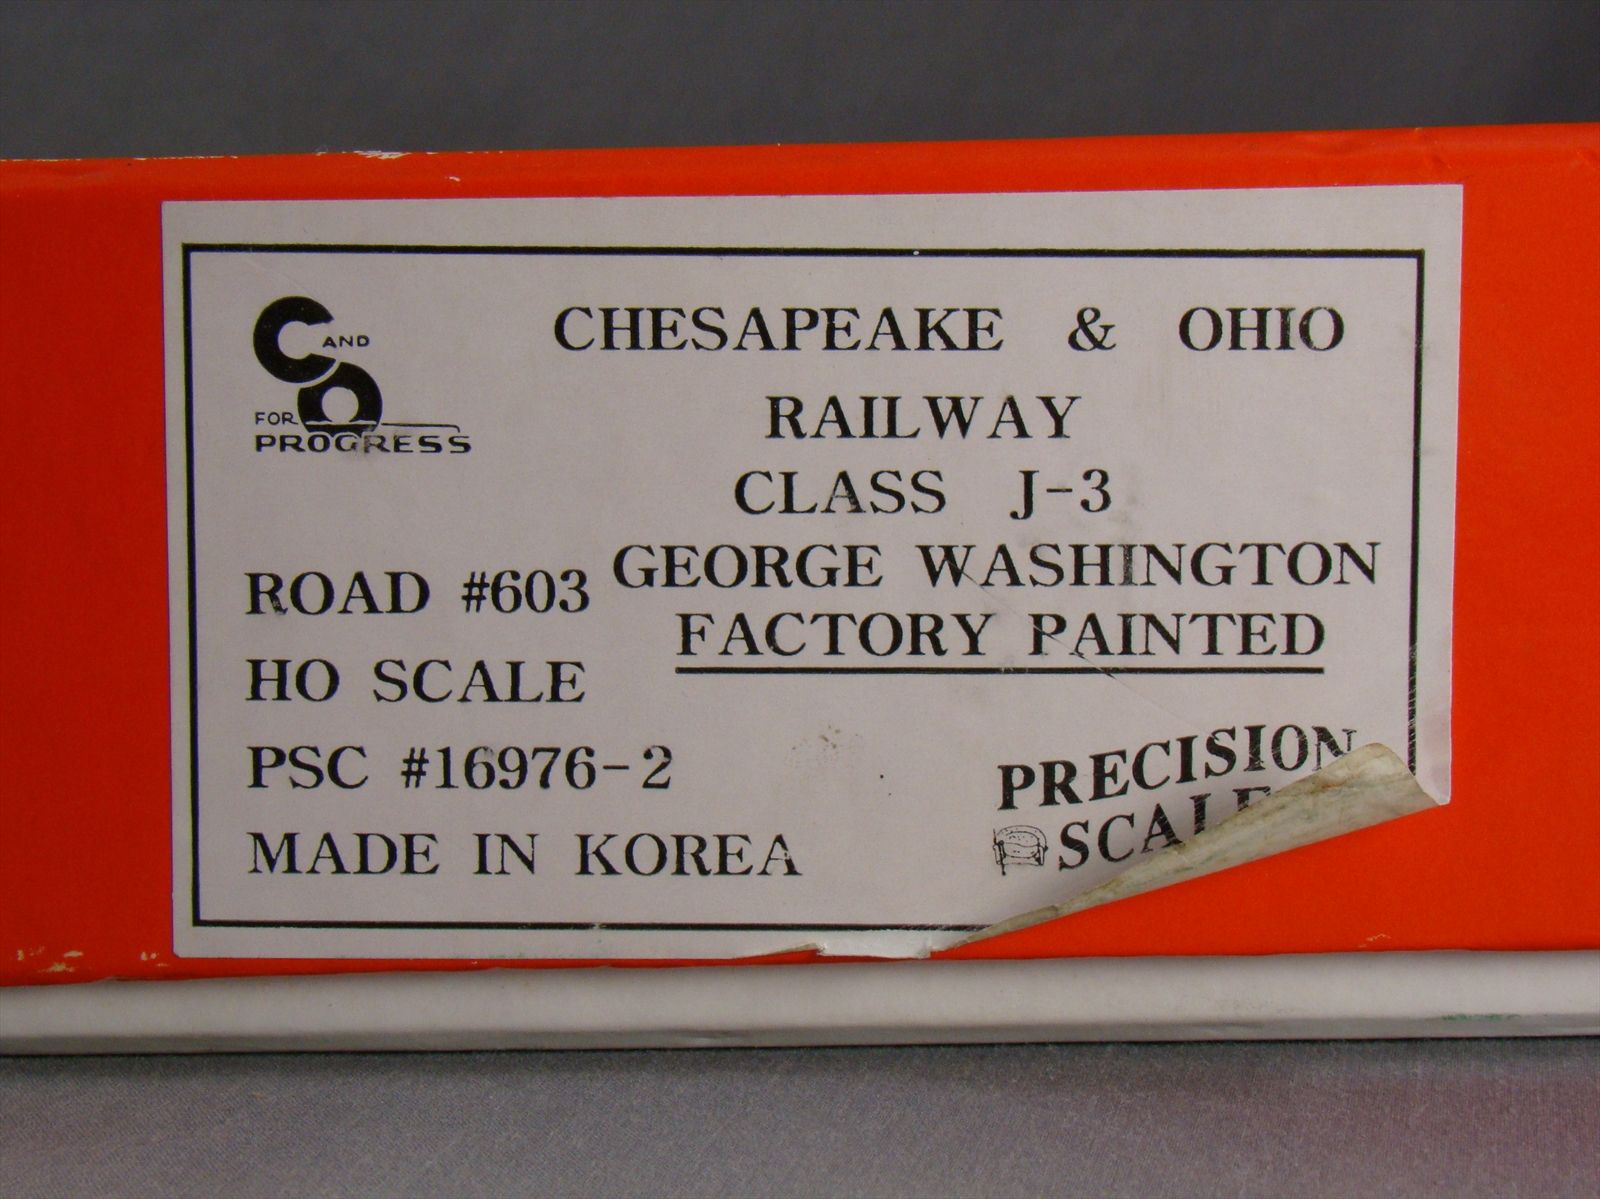 C AND O
FOR
PROGRESS
CHESAPEAKE & OHIO
RAILWAY
CLASS J-3
GEORGE WASHINGTON
FACTORY PAINTED
ROAD #603
HO SCALE
PSC #16976-2
MADE IN KOREA
PRECISION
SCALE